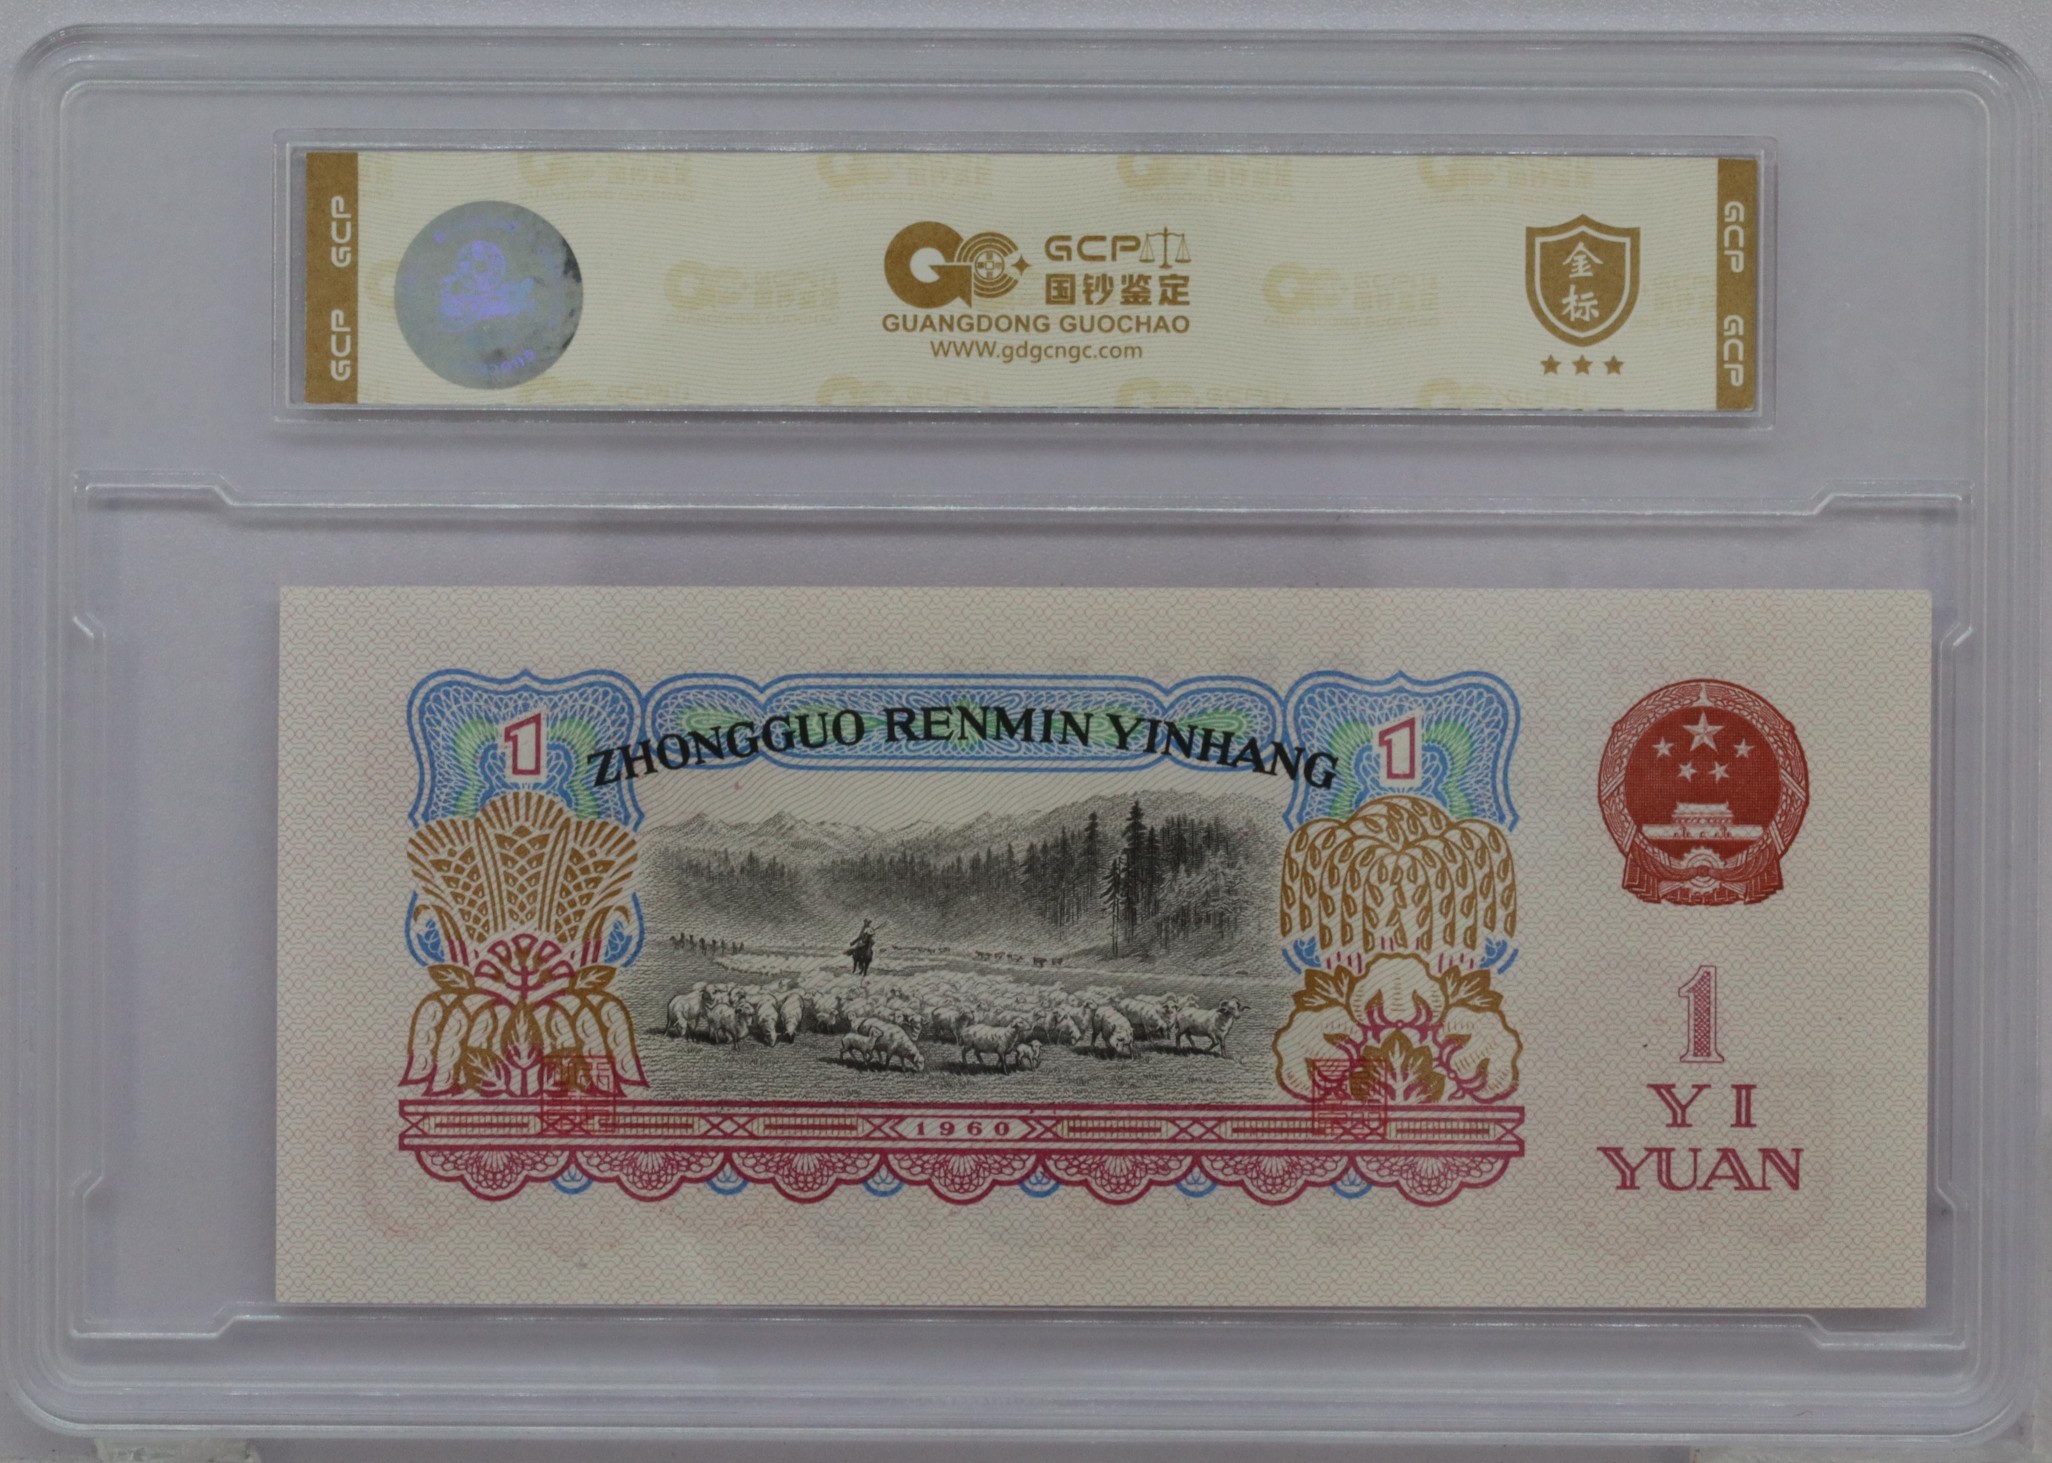 GCP GCP
GCP
国钞鉴定
GUANGDONG GUOCHAO
WWW.gdgcngc.com
金标
GCP GCP
1
ZHONGGUO RENMIN YINHANG
1
1960
1
YI
YUAN